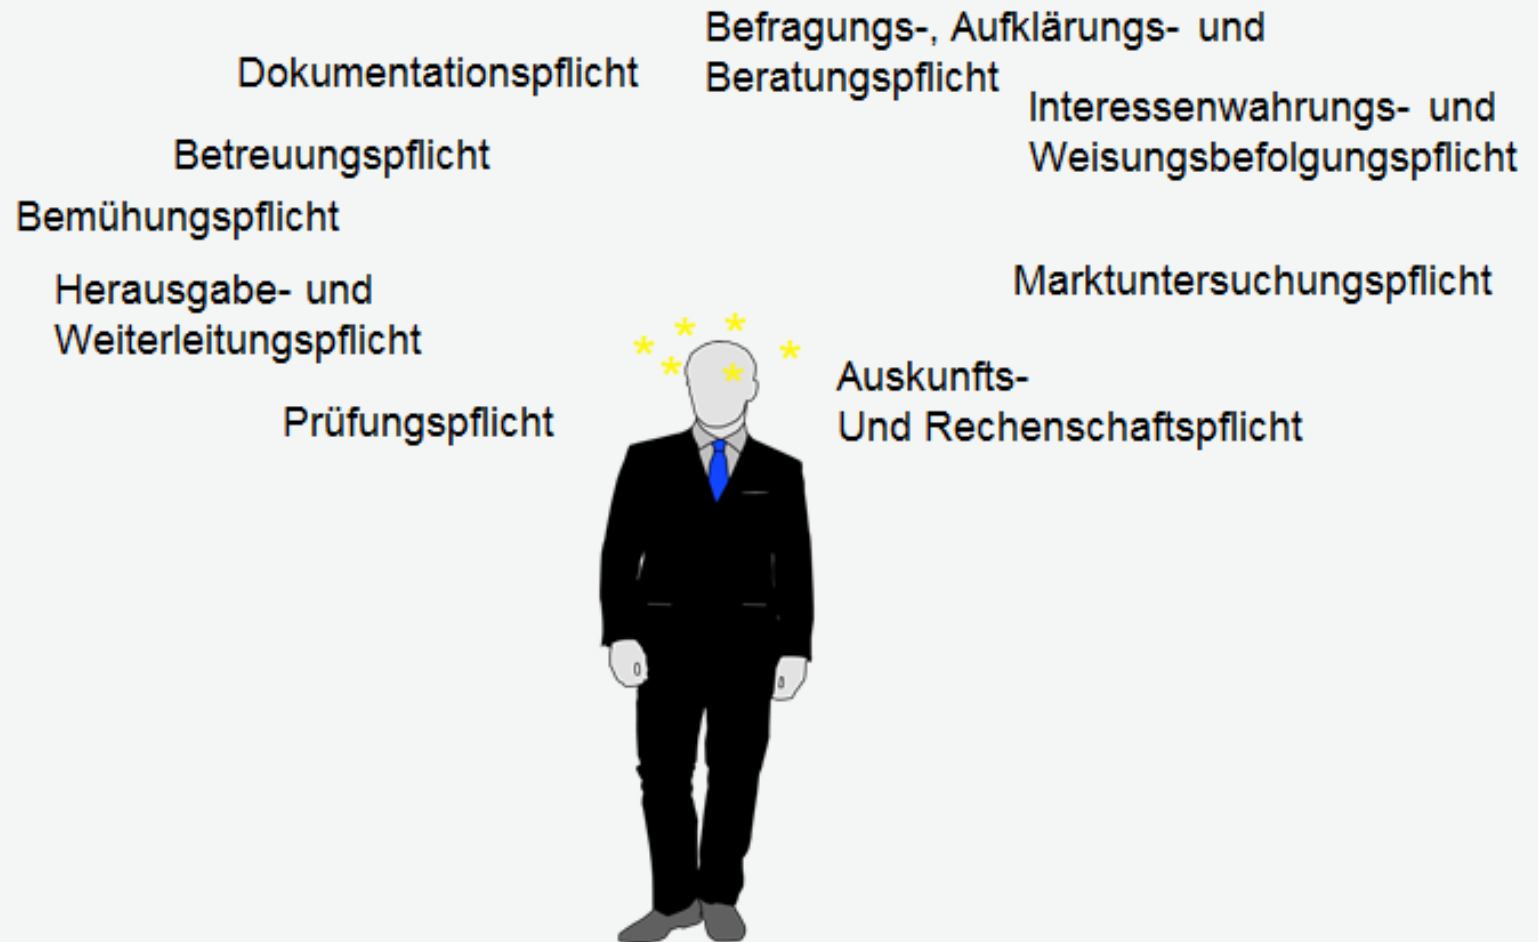 Befragungs-, Aufklärungs- und
Beratungspflicht
Dokumentationspflicht
Interessenwahrungs- und
Weisungsbefolgungspflicht
Betreuungspflicht
Bemühungspflicht
Herausgabe- und
Weiterleitungspflicht
Marktuntersuchungspflicht
Prüfungspflicht
Auskunfts-
Und Rechenschaftspflicht